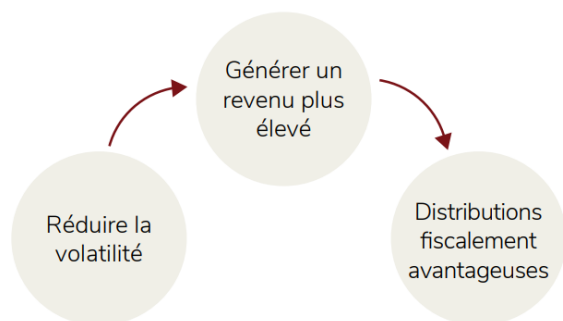 Générer un
revenu plus
élevé
Réduire la
volatilité
Distributions
fiscalement
avantageuses